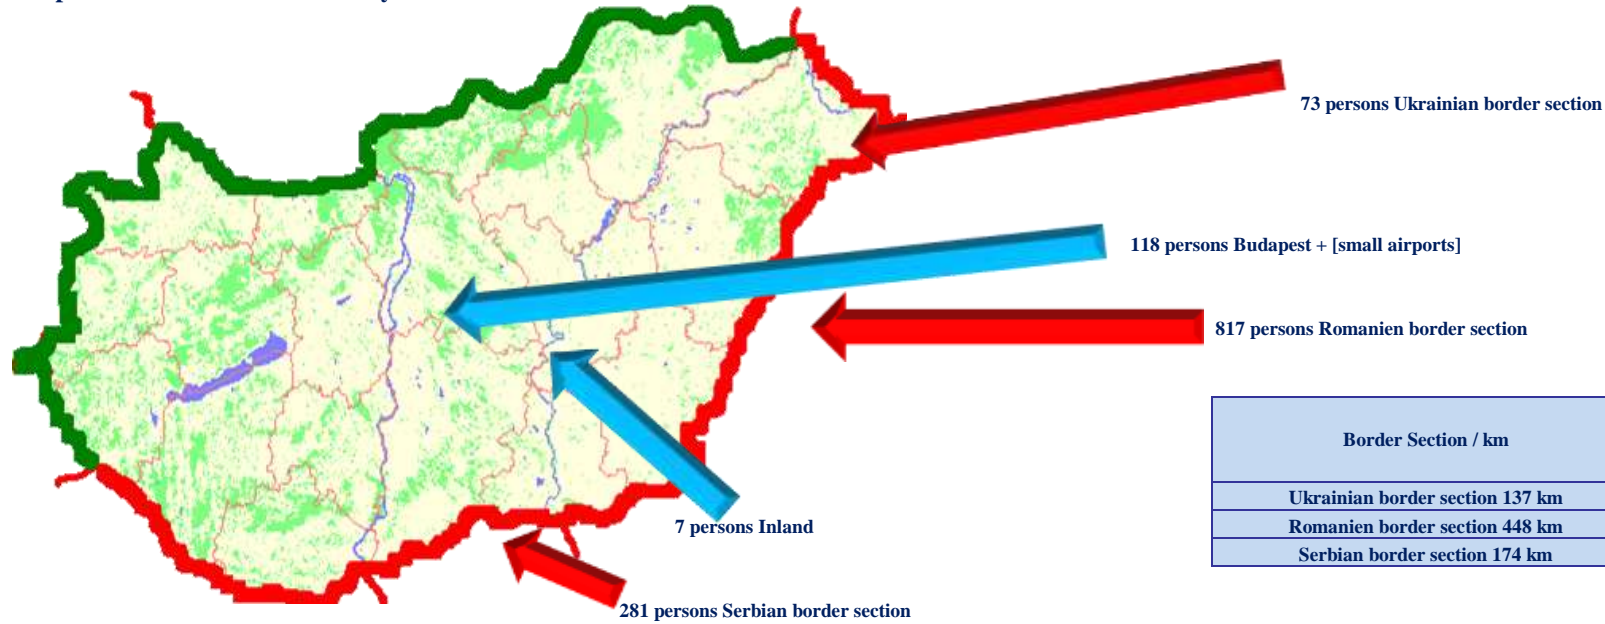 73 persons Ukrainian border section
118 persons Budapest + [small airports]
817 persons Romanien border section
Border Section / km
Ukrainian border section 137 km
Romanien border section 448 km
Serbian border section 174 km
7 persons Inland
281 persons Serbian border section